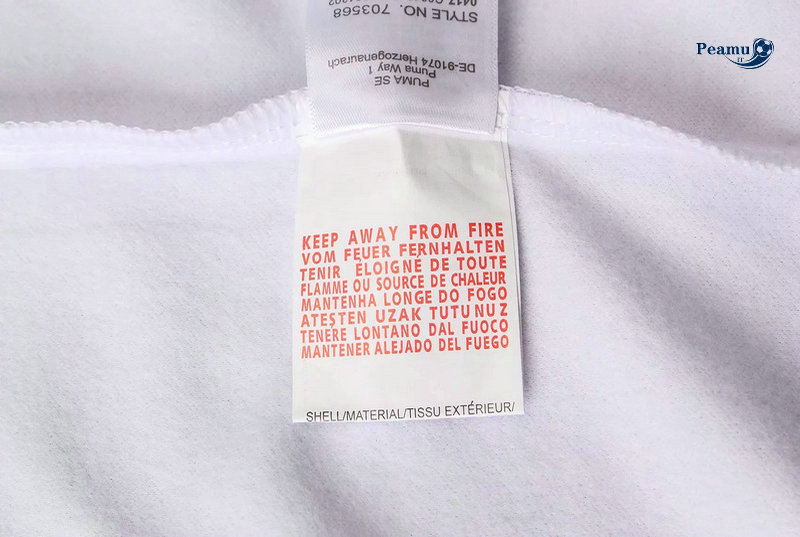 Peamu
IT
STYLE NO. 703568
DE-91074 Herzogenaurach
Puma Way 1
PUMA SE
KEEP AWAY FROM FIRE
VOM FEUER FERNHALTEN
TENIR ÉLOIGNÉ DE TOUTE
FLAMME OU SOURCE DE CHALEUR
MANTENHA LONGE DO FOGO
ATEŞTEN UZAK TUTUNUZ
TENERE LONTANO DAL FUOCO
MANTENER ALEJADO DEL FUEGO
SHELL/MATERIAL/TISSU EXTÉRIEUR/